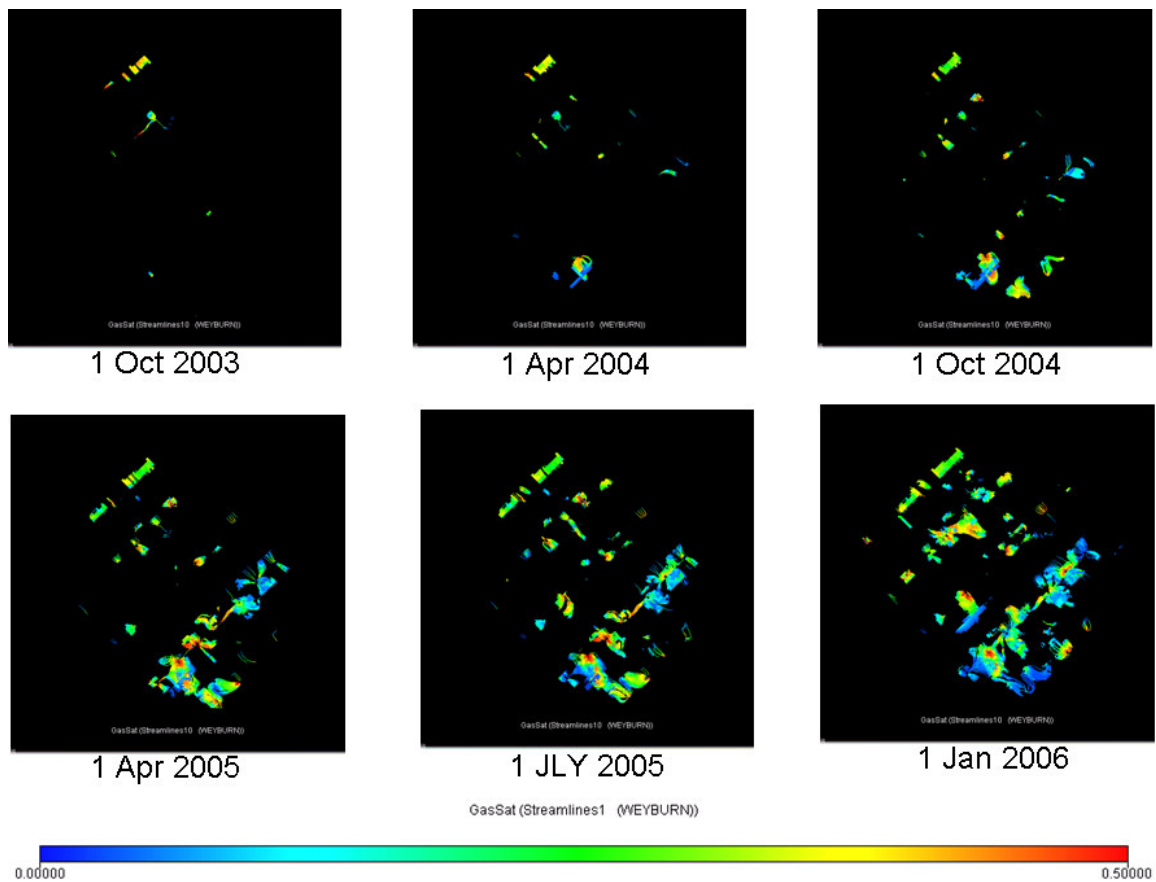 GasSat (Streamlines10 (WEYBURN))
GasSat (Streamlines10 (WEYBURN))
GasSat (Streamlines10 (WEYBURN))
1 Oct 2003
1 Apr 2004
1 Oct 2004
GasSat (Streamlines10 (WEYBURN))
GasSat (Streamlines10 (WEYBURN))
GasSat (Streamlines10 (WEYBURN))
1 Apr 2005
1 JLY 2005
1 Jan 2006
GasSat (Streamlines1 (WEYBURN))
0.00000
0.50000